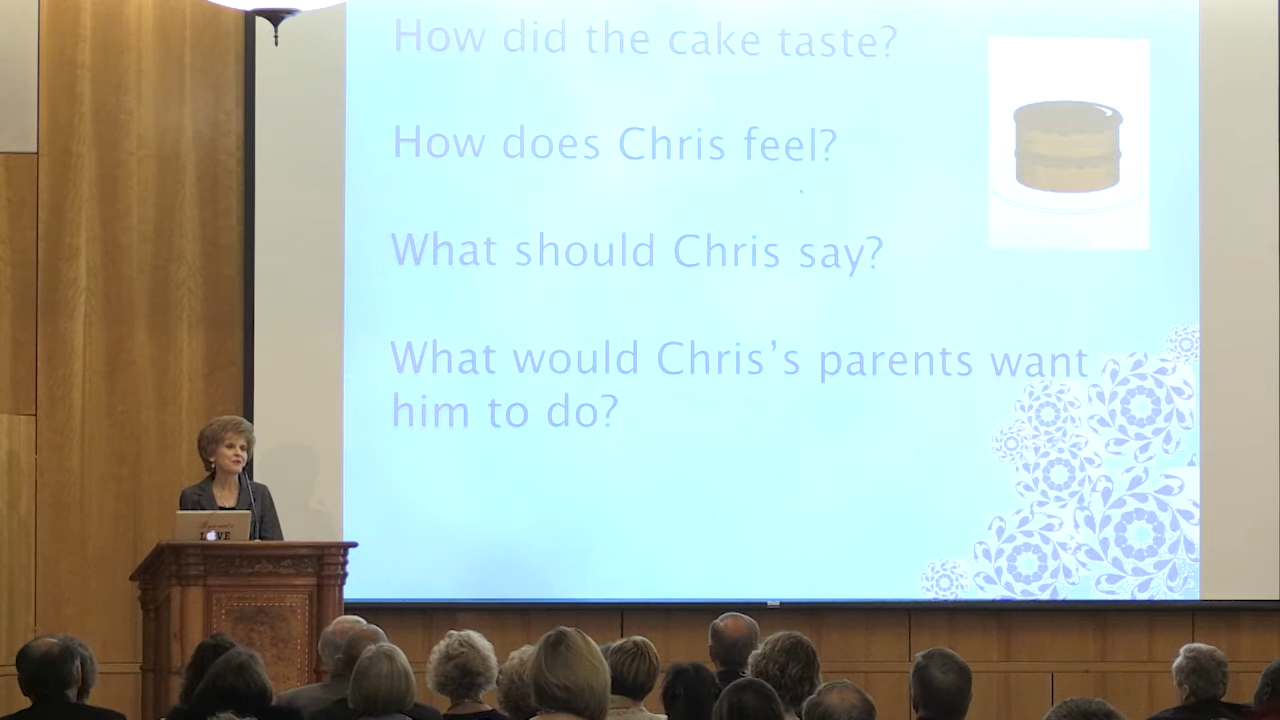 How did the cake taste?
How does Chris feel?
What should Chris say?
What would Chris's parents want
him to do?